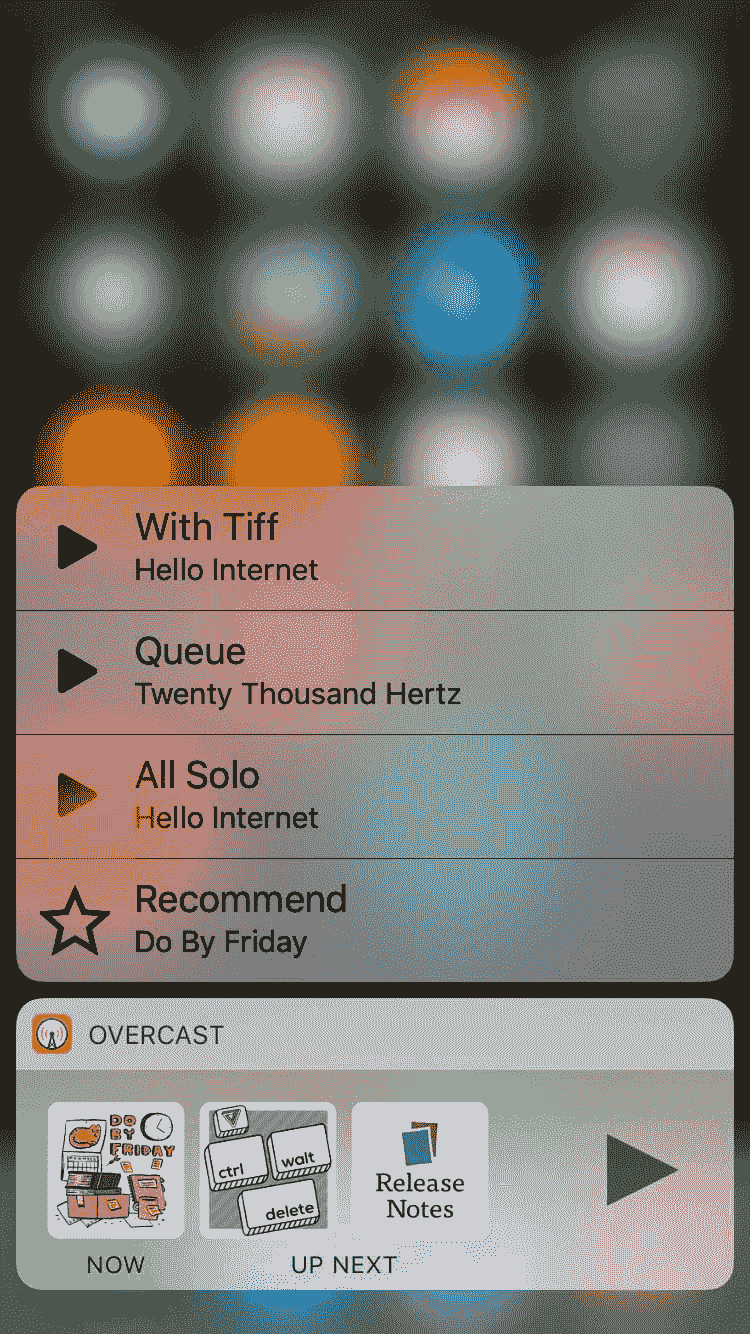 With Tiff
Hello Internet
Queue
Twenty Thousand Hertz
All Solo
Hello Internet
Recommend
Do By Friday
OVERCAST
DO
BY
FRIDAY
ctrl
wait
delete
Release
Notes
NOW
UP NEXT